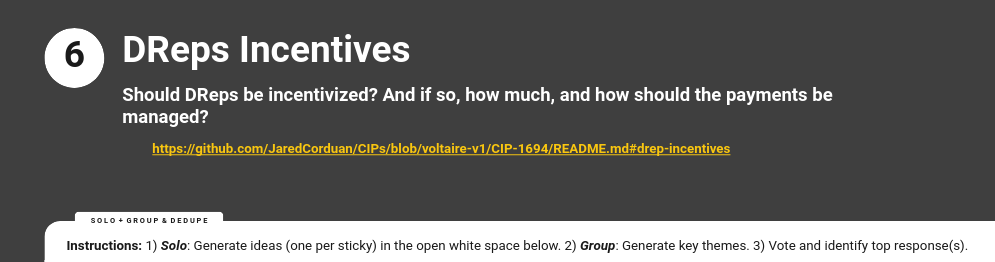 6
DReps Incentives
Should DReps be incentivized? And if so, how much, and how should the payments be
managed?
https://github.com/JaredCorduan/CIPs/blob/voltaire-v1/CIP-1694/README.md#drep-incentives
SOLO + GROUP & DEDUPE
Instructions: 1) Solo: Generate ideas (one per sticky) in the open white space below. 2) Group: Generate key themes. 3) Vote and identify top response(s).